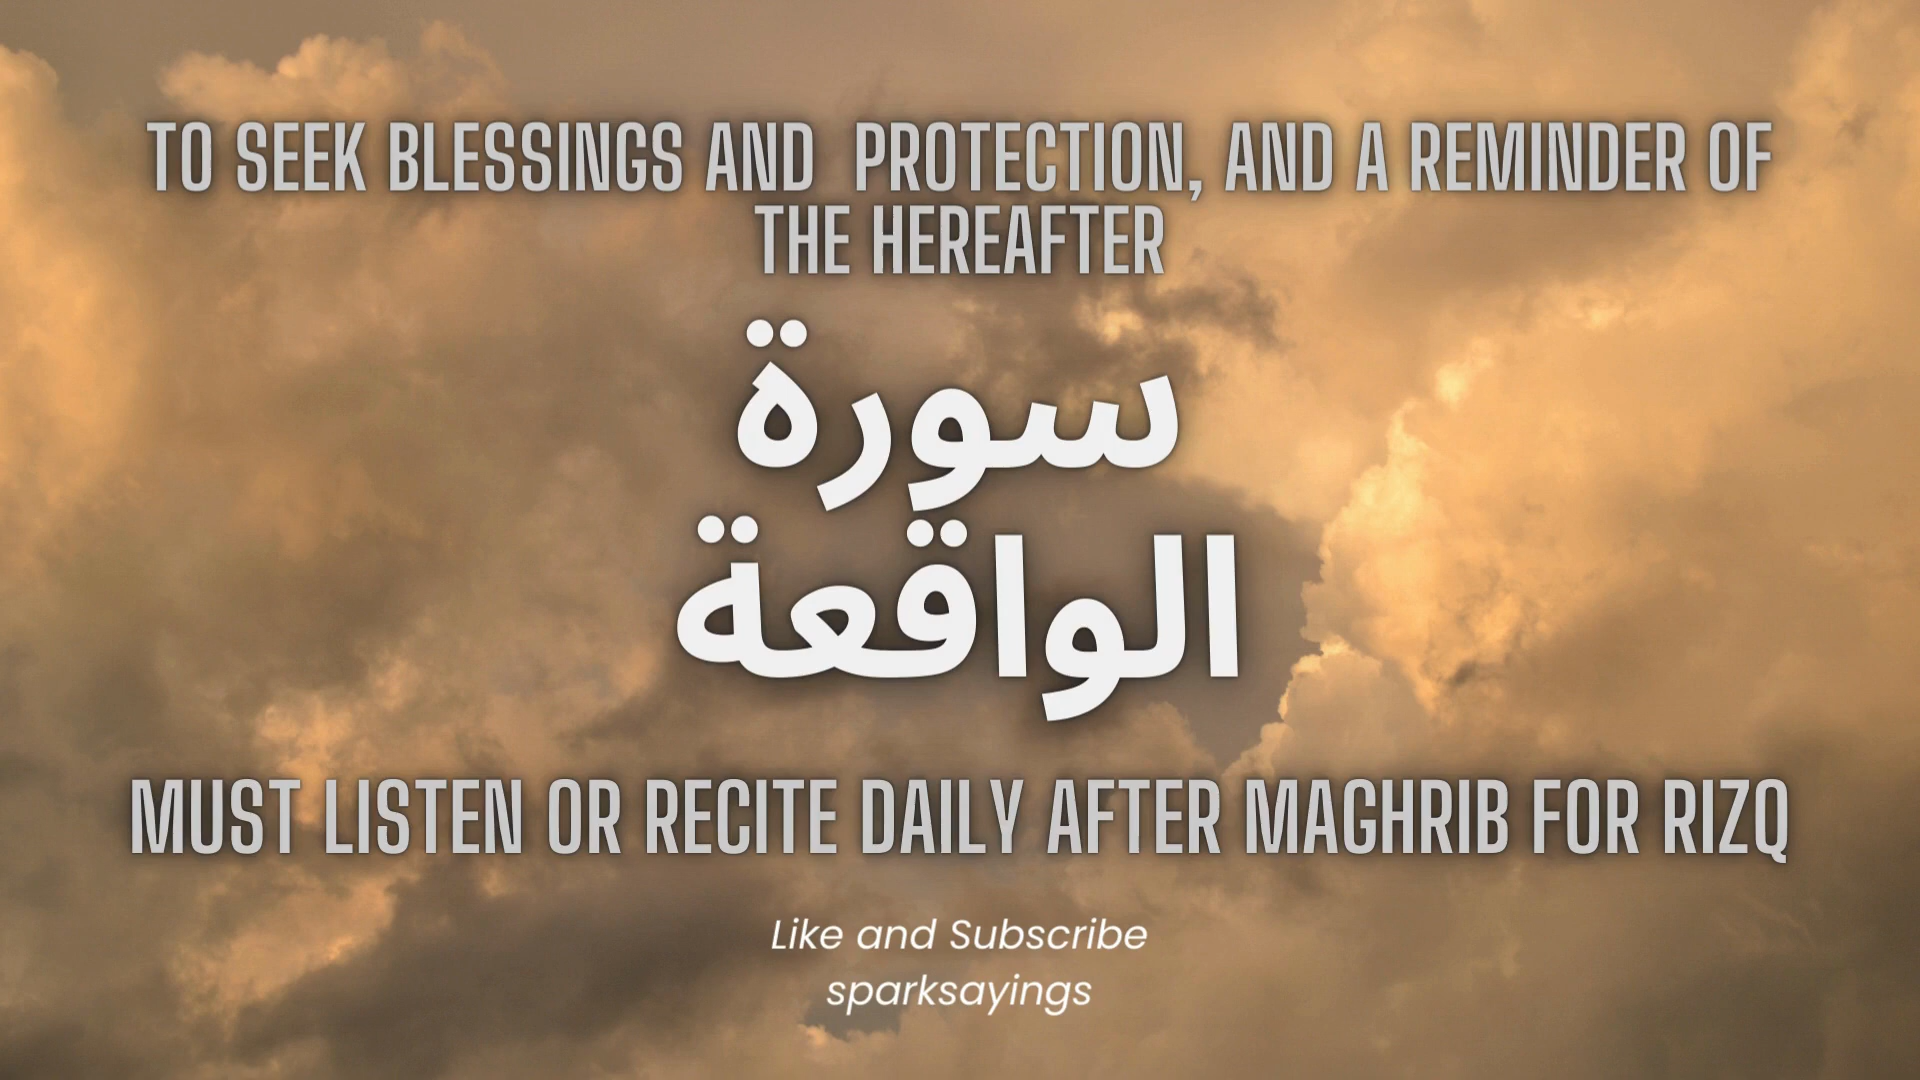 TO SEEK BLESSINGS AND PROTECTION, AND A REMINDER OF
THE HEREAFTER
سورة
الواقعة
MUST LISTEN OR RECITE DAILY AFTER MAGHRIB FOR RIZQ
Like and Subscribe
sparksayings